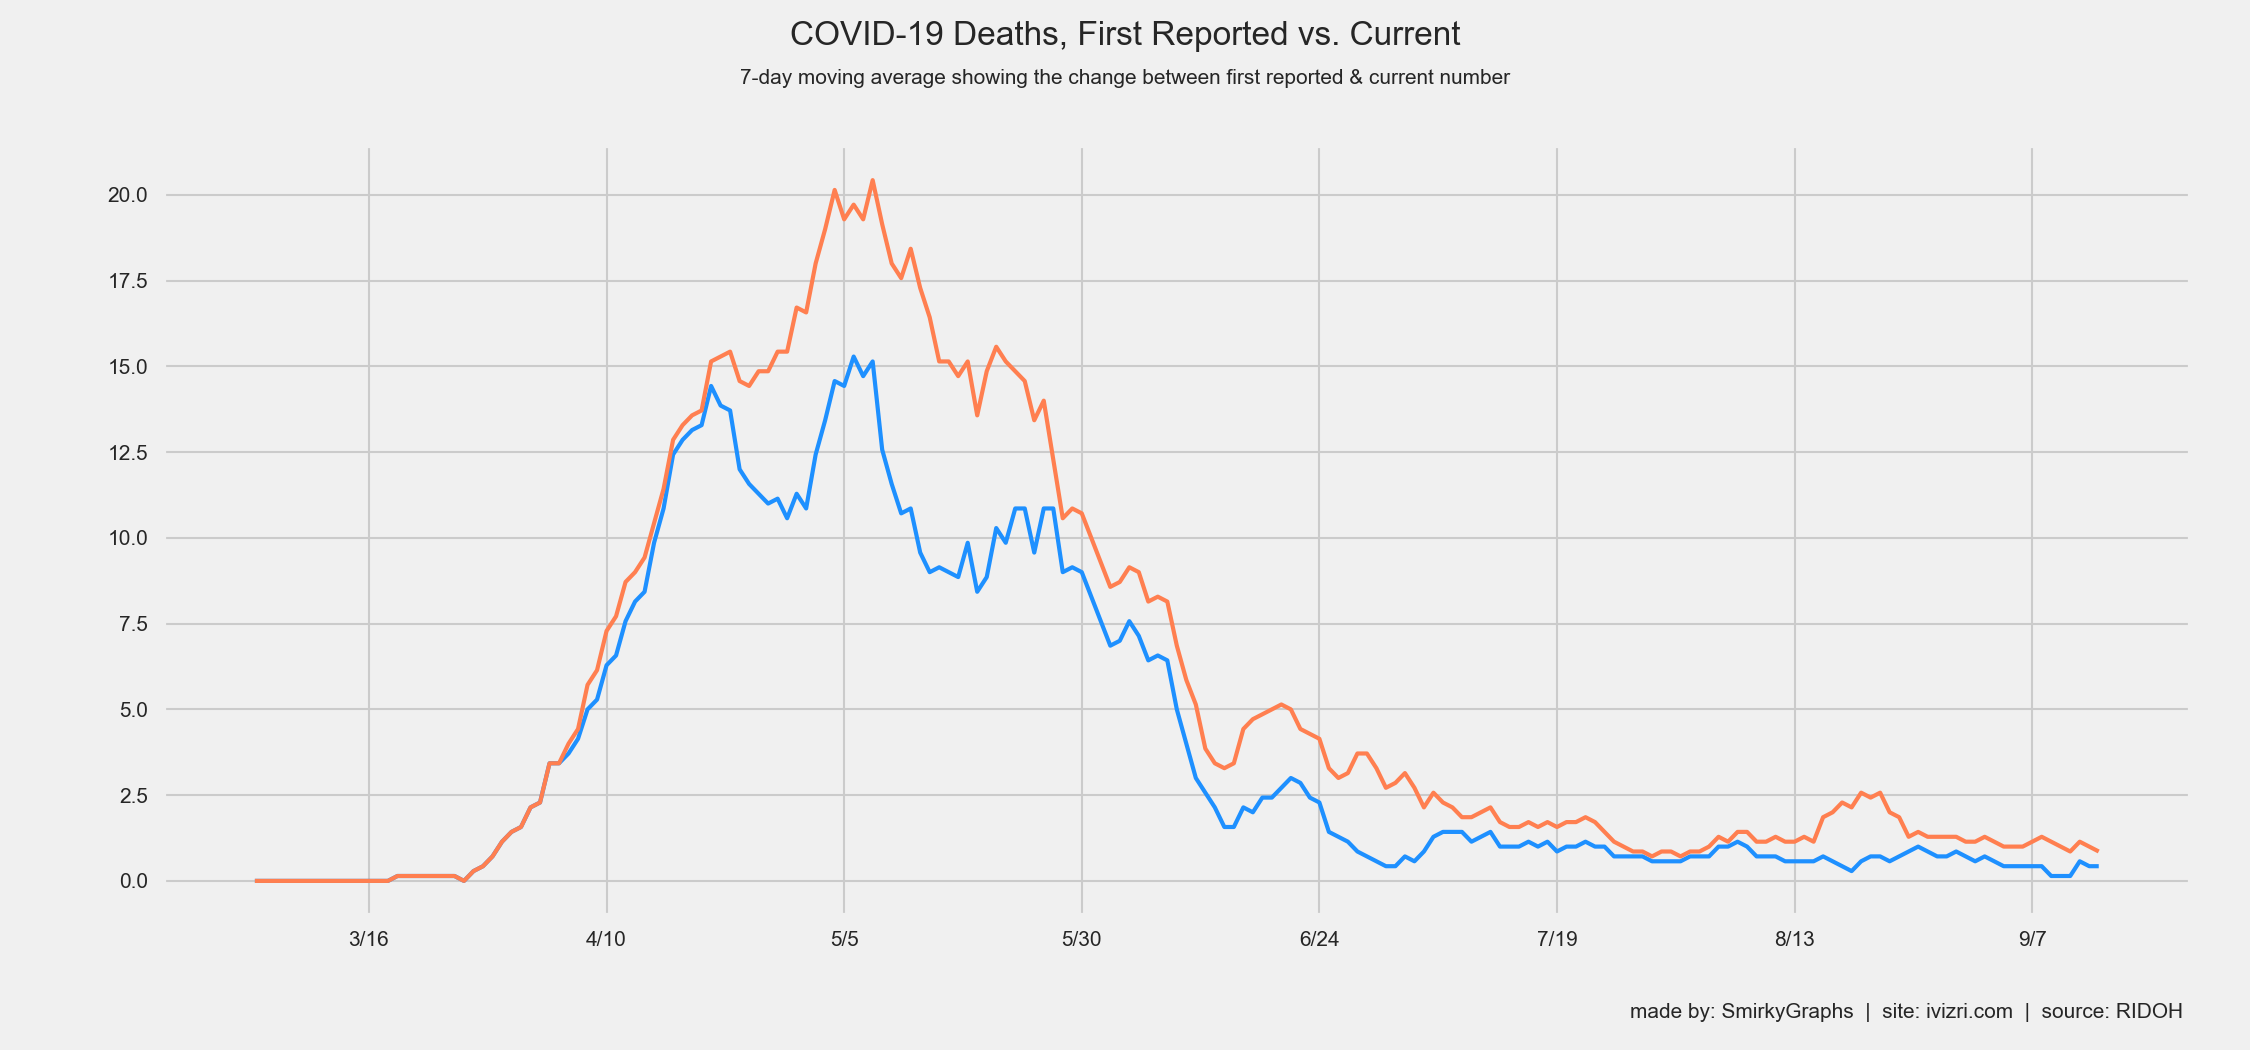 COVID-19 Deaths, First Reported vs. Current
7-day moving average showing the change between first reported & current number
20.0
17.5
15.0
12.5
10.0
7.5
5.0
2.5
0.0
3/16 4/10 5/5 5/30 6/24 7/19 8/13 9/7
made by: SmirkyGraphs | site: ivizri.com | source: RIDOH